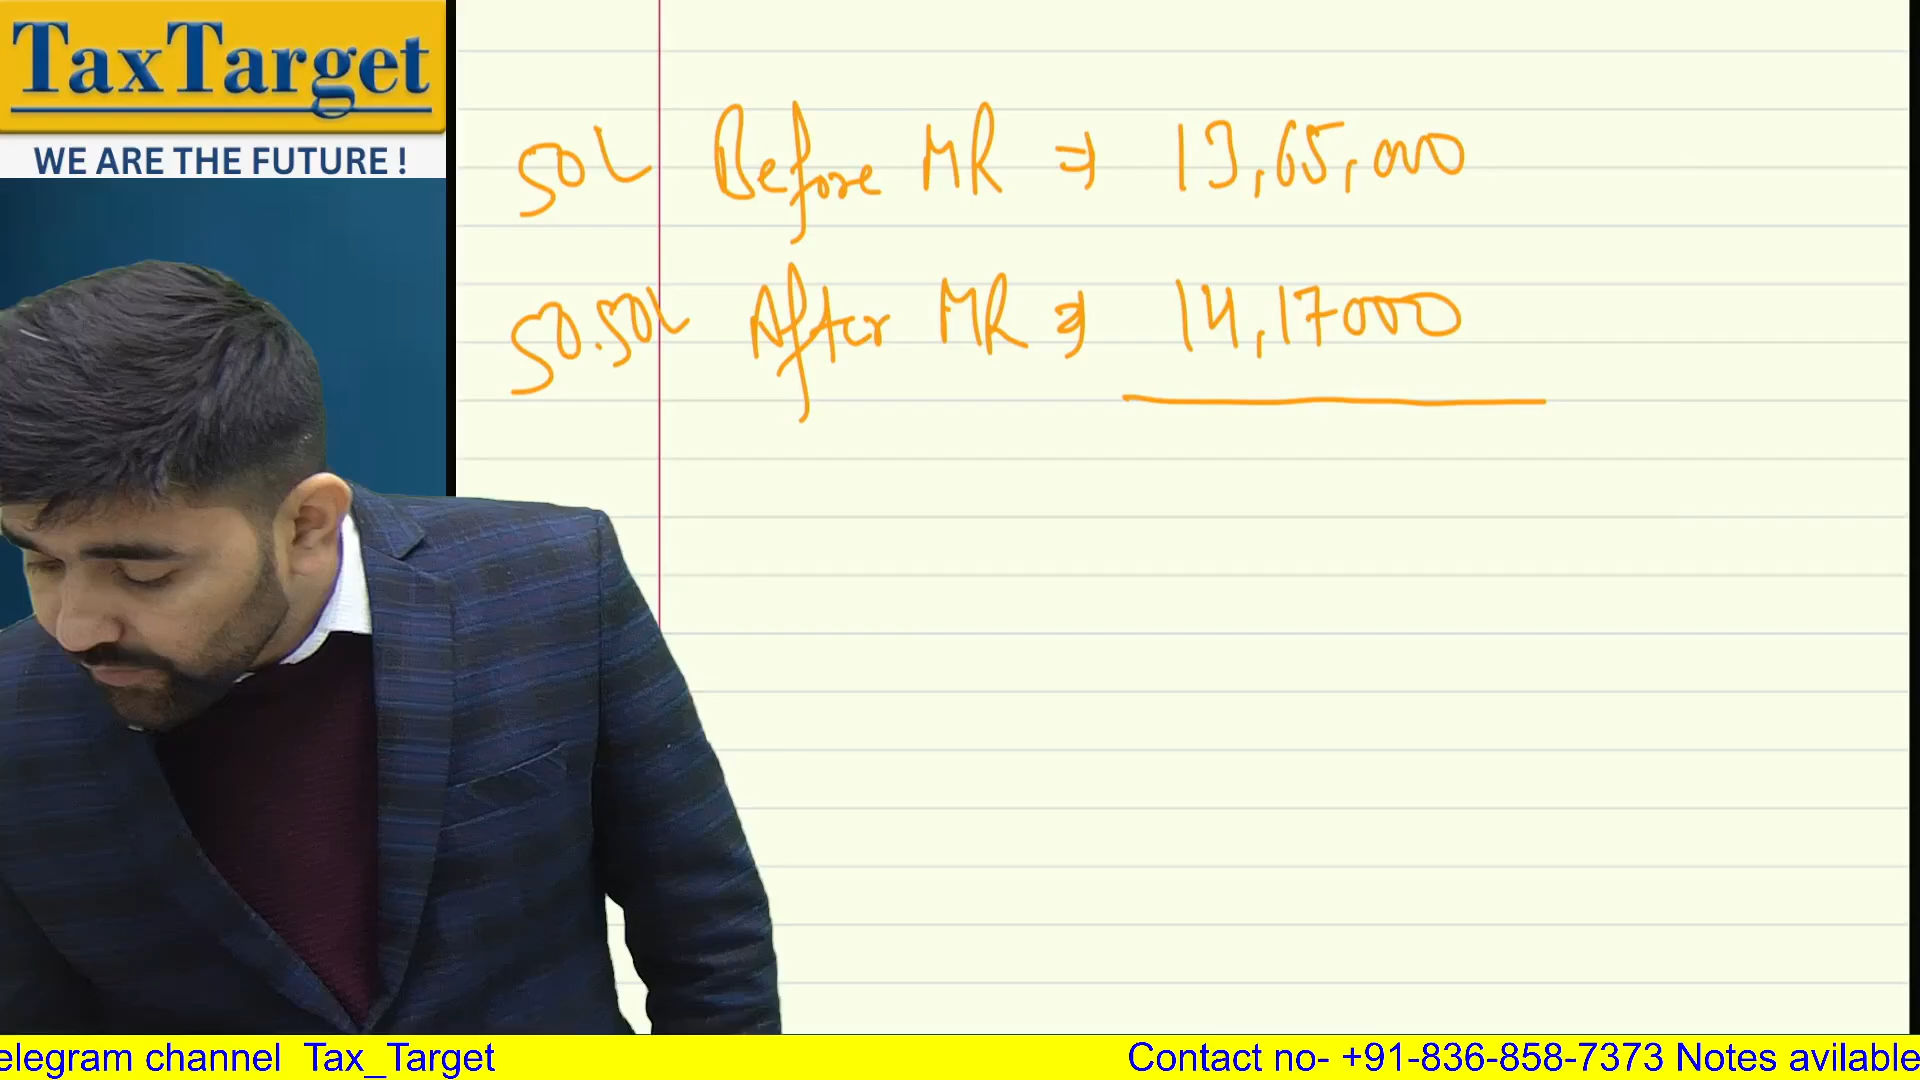 TaxTarget
WE ARE THE FUTURE !
50L Before MR ⇒ 13,65,000
50.50L After MR ⇒ 14,17000
elegram channel Tax_Target
Contact no- +91-836-858-7373 Notes avilable